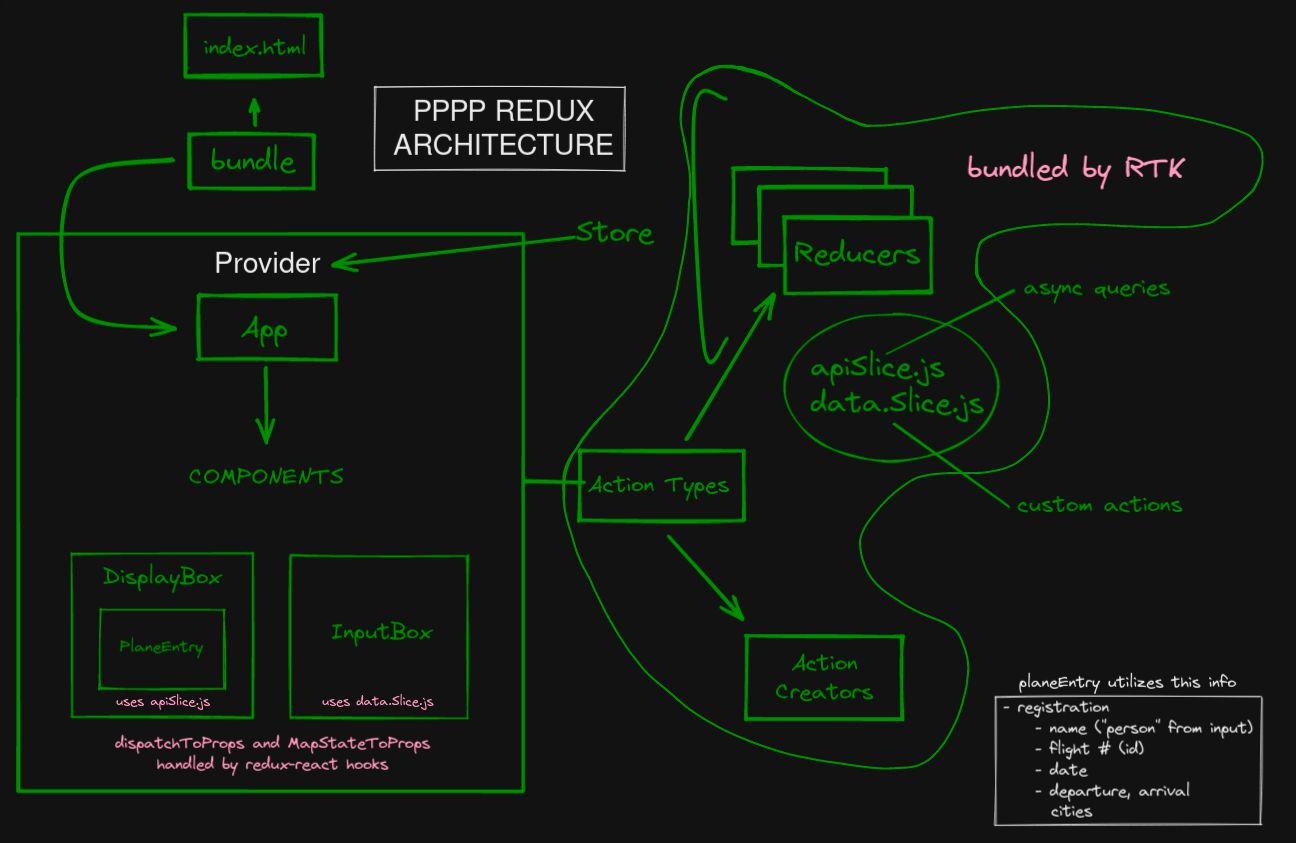 index.html
PPPP REDUX
ARCHITECTURE
bundle
bundled by RTK
Store
Provider
Reducers
async queries
App
apiSlice.js
data.Slice.js
COMPONENTS
Action Types
custom actions
DisplayBox
PlaneEntry
uses apiSlice.js
InputBox
uses data.Slice.js
dispatchToProps and MapStateToProps
handled by redux-react hooks
Action
Creators
planeEntry utilizes this info
- registration
- name ("person" from input)
- flight # (id)
- date
- departure, arrival
cities